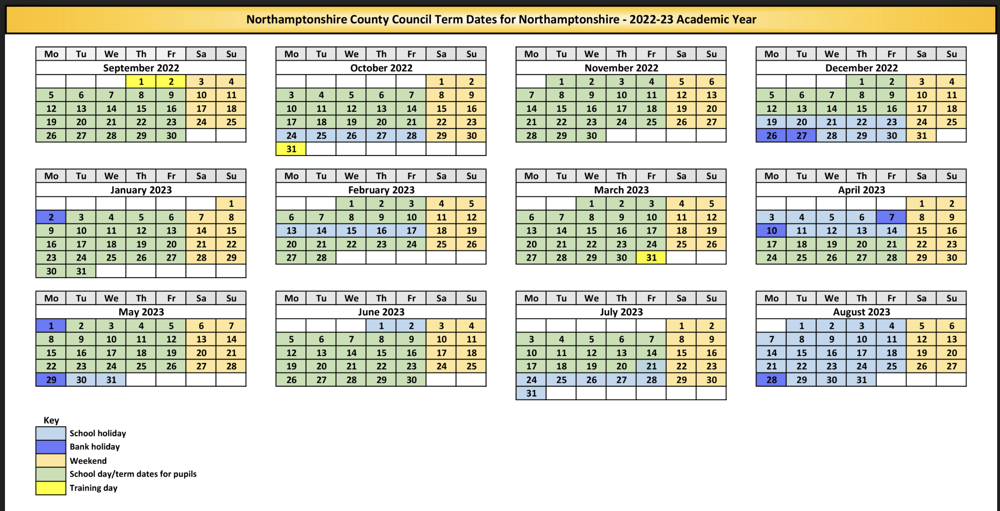 Northamptonshire County Council Term Dates for Northamptonshire - 2022-23 Academic Year
Mo Tu We Th Fr Sa Su
September 2022
1 2 3 4
5 6 7 8 9 10 11
12 13 14 15 16 17 18
19 20 21 22 23 24 25
26 27 28 29 30
Mo Tu We Th Fr Sa Su
October 2022
1 2
3 4 5 6 7 8 9
10 11 12 13 14 15 16
17 18 19 20 21 22 23
24 25 26 27 28 29 30
31
Mo Tu We Th Fr Sa Su
November 2022
1 2 3 4 5 6
7 8 9 10 11 12 13
14 15 16 17 18 19 20
21 22 23 24 25 26 27
28 29 30
Mo Tu We Th Fr Sa Su
December 2022
1 2 3 4
5 6 7 8 9 10 11
12 13 14 15 16 17 18
19 20 21 22 23 24 25
26 27 28 29 30 31
Mo Tu We Th Fr Sa Su
January 2023
1
2 3 4 5 6 7 8
9 10 11 12 13 14 15
16 17 18 19 20 21 22
23 24 25 26 27 28 29
30 31
Mo Tu We Th Fr Sa Su
February 2023
1 2 3 4 5
6 7 8 9 10 11 12
13 14 15 16 17 18 19
20 21 22 23 24 25 26
27 28
Mo Tu We Th Fr Sa Su
March 2023
1 2 3 4 5
6 7 8 9 10 11 12
13 14 15 16 17 18 19
20 21 22 23 24 25 26
27 28 29 30 31
Mo Tu We Th Fr Sa Su
April 2023
1 2
3 4 5 6 7 8 9
10 11 12 13 14 15 16
17 18 19 20 21 22 23
24 25 26 27 28 29 30
Mo Tu We Th Fr Sa Su
May 2023
1 2 3 4 5 6 7
8 9 10 11 12 13 14
15 16 17 18 19 20 21
22 23 24 25 26 27 28
29 30 31
Mo Tu We Th Fr Sa Su
June 2023
1 2 3 4
5 6 7 8 9 10 11
12 13 14 15 16 17 18
19 20 21 22 23 24 25
26 27 28 29 30
Mo Tu We Th Fr Sa Su
July 2023
1 2
3 4 5 6 7 8 9
10 11 12 13 14 15 16
17 18 19 20 21 22 23
24 25 26 27 28 29 30
31
Mo Tu We Th Fr Sa Su
August 2023
1 2 3 4 5 6
7 8 9 10 11 12 13
14 15 16 17 18 19 20
21 22 23 24 25 26 27
28 29 30 31
Key
School holiday
Bank holiday
Weekend
School day/term dates for pupils
Training day